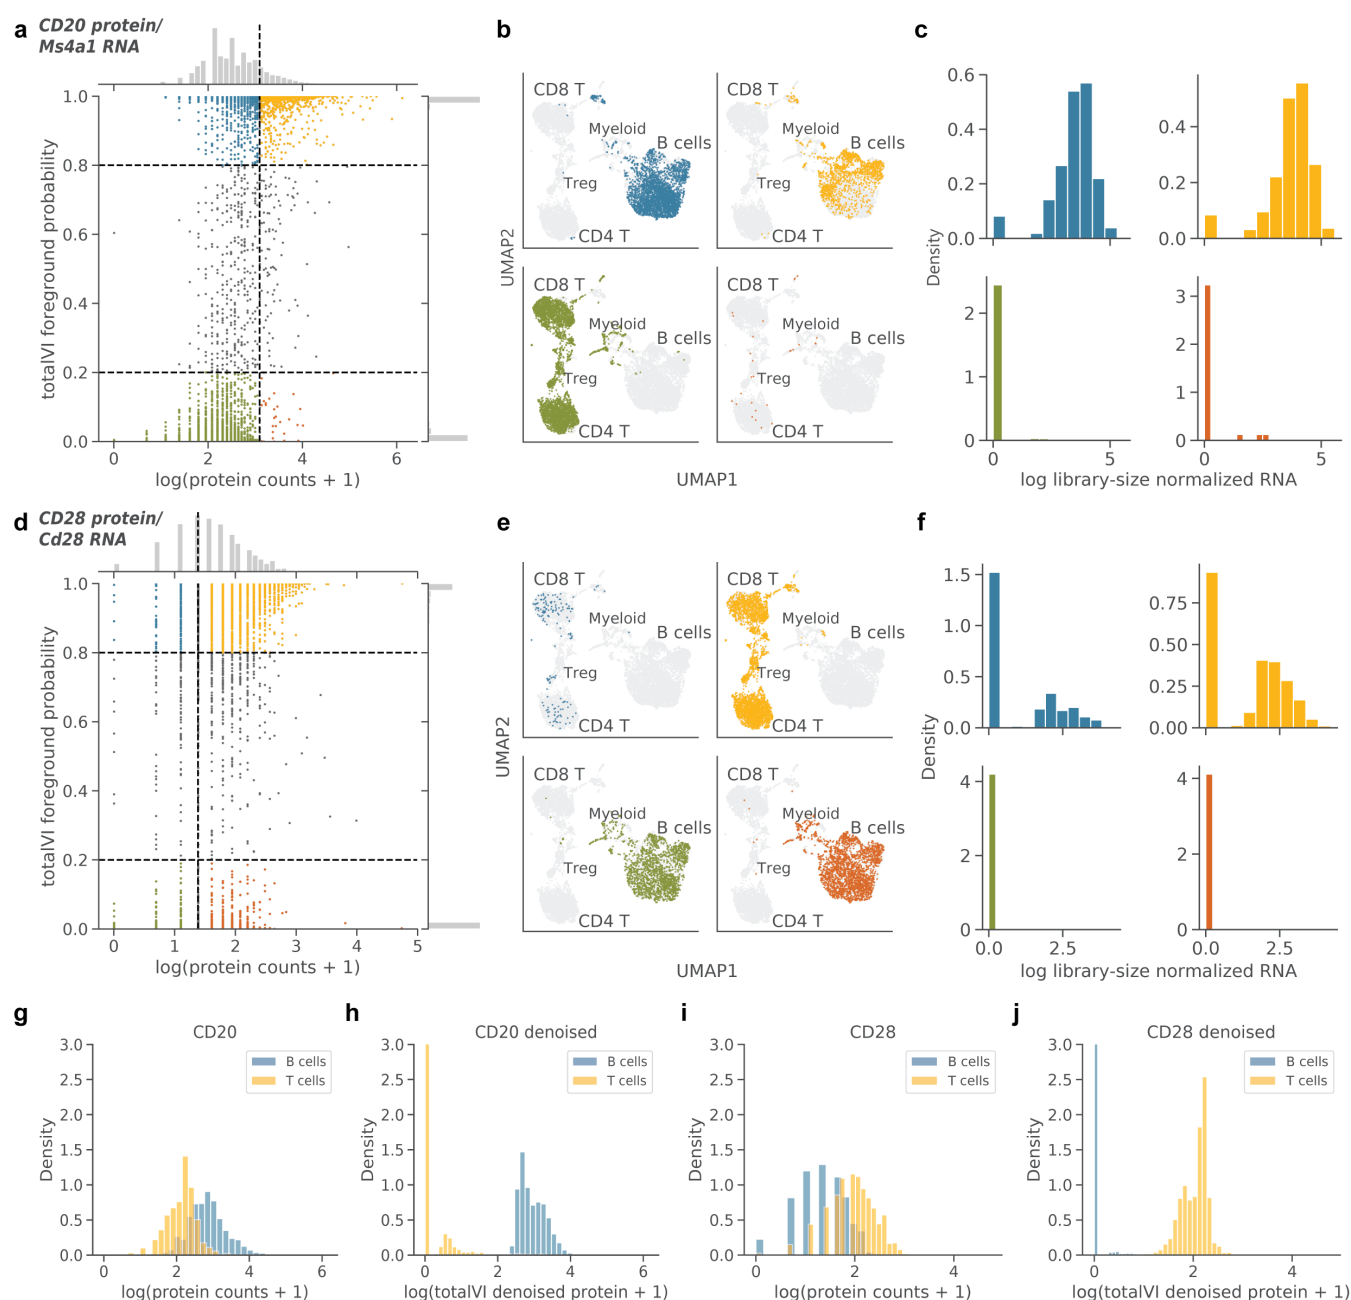 a
CD20 protein/
Ms4a1 RNA
1.0
0.8
0.6
0.4
0.2
0.0
totalVI foreground probability
0 2 4 6
log(protein counts + 1)
b
CD8 T
Myeloid
B cells
Treg
CD4 T
CD8 T
Myeloid
B cells
Treg
CD4 T
CD8 T
Myeloid
B cells
Treg
CD4 T
CD8 T
Myeloid
B cells
Treg
CD4 T
UMAP2
UMAP1
c
0.6
0.4
0.2
0.0
0.4
0.2
0.0
2
1
0
3
2
1
0
0 5
0 5
Density
log library-size normalized RNA
d
CD28 protein/
Cd28 RNA
1.0
0.8
0.6
0.4
0.2
0.0
totalVI foreground probability
0 1 2 3 4 5
log(protein counts + 1)
e
CD8 T
Myeloid
B cells
Treg
CD4 T
CD8 T
Myeloid
B cells
Treg
CD4 T
CD8 T
Myeloid
B cells
Treg
CD4 T
CD8 T
Myeloid
B cells
Treg
CD4 T
UMAP2
UMAP1
f
1.5
1.0
0.5
0.0
0.75
0.50
0.25
0.00
4
2
0
4
2
0
0.0 2.5
0.0 2.5
Density
log library-size normalized RNA
g
CD20
B cells
T cells
3.0
2.5
2.0
1.5
1.0
0.5
0.0
Density
0 2 4 6
log(protein counts + 1)
h
CD20 denoised
B cells
T cells
3.0
2.5
2.0
1.5
1.0
0.5
0.0
Density
0 2 4 6
log(totalVI denoised protein + 1)
i
CD28
B cells
T cells
3.0
2.5
2.0
1.5
1.0
0.5
0.0
Density
0 2 4
log(protein counts + 1)
j
CD28 denoised
B cells
T cells
3.0
2.5
2.0
1.5
1.0
0.5
0.0
Density
0 2 4
log(totalVI denoised protein + 1)